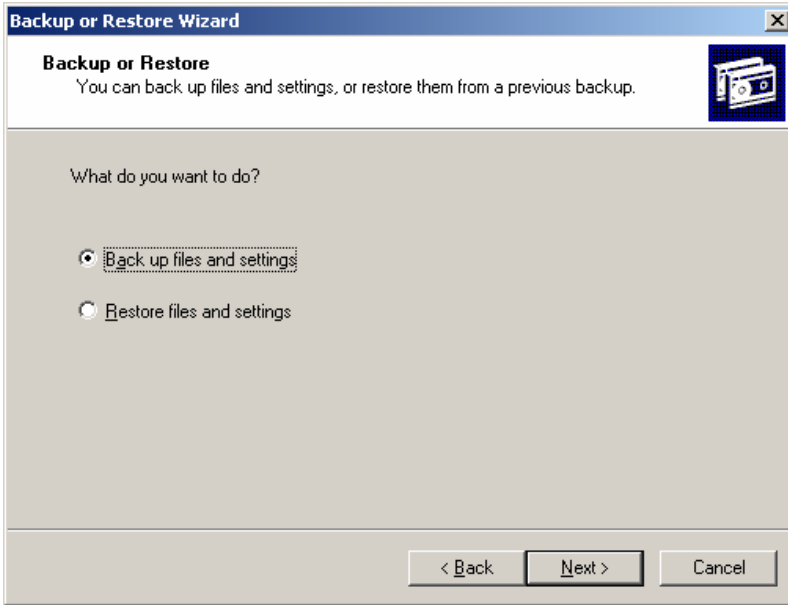 Backup or Restore Wizard
Backup or Restore
You can back up files and settings, or restore them from a previous backup.
What do you want to do?
Back up files and settings
Restore files and settings
< Back
Next >
Cancel